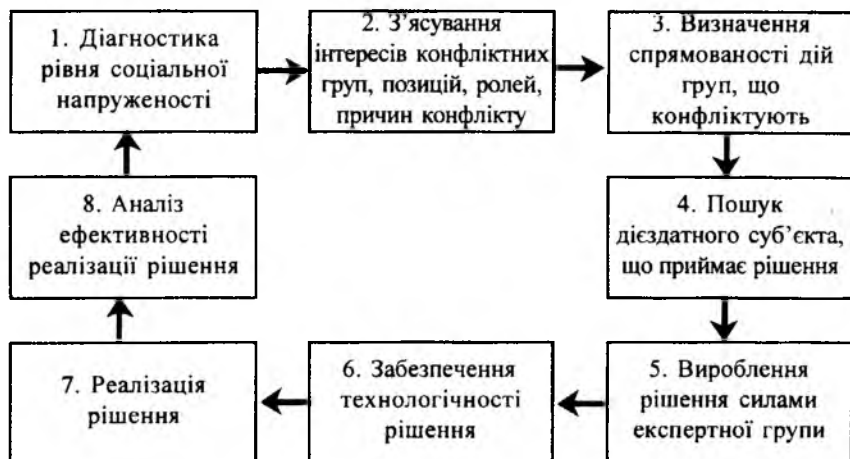 1. Діагностика
рівня соціальної
напруженості
2. З’ясування
інтересів конфліктних
груп, позицій, ролей,
причин конфлікту
3. Визначення
спрямованості дій
груп, що
конфліктують
4. Пошук
дієздатного суб’єкта,
що приймає рішення
5. Вироблення
рішення силами
експертної групи
6. Забезпечення
технологічності
рішення
7. Реалізація
рішення
8. Аналіз
ефективності
реалізації рішення